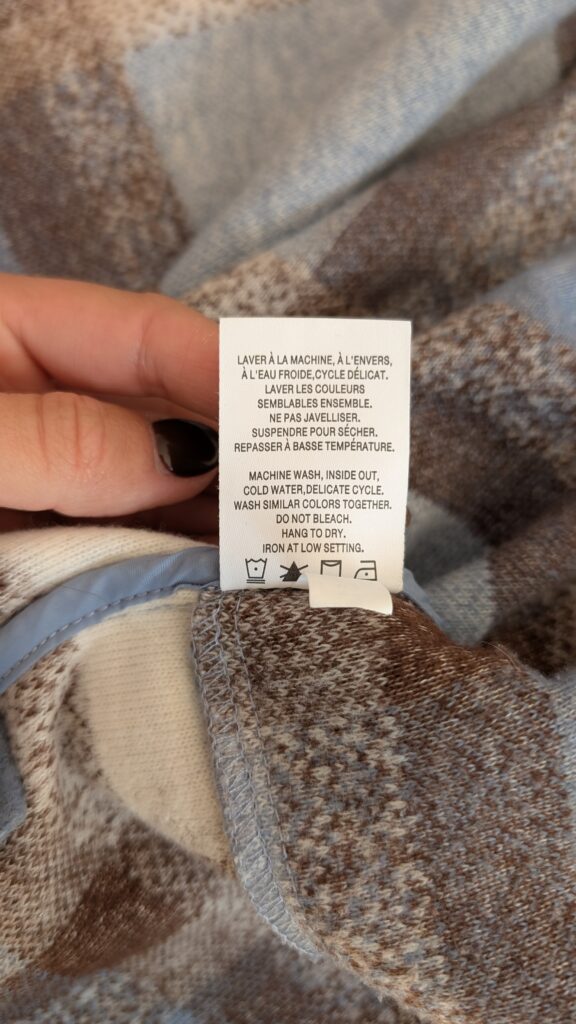 LAVER À LA MACHINE, À L'ENVERS,
À L'EAU FROIDE,CYCLE DÉLICAT.
LAVER LES COULEURS
SEMBLABLES ENSEMBLE.
NE PAS JAVELLISER.
SUSPENDRE POUR SÉCHER.
REPASSER À BASSE TEMPÉRATURE.
MACHINE WASH, INSIDE OUT,
COLD WATER,DELICATE CYCLE.
WASH SIMILAR COLORS TOGETHER.
DO NOT BLEACH.
HANG TO DRY.
IRON AT LOW SETTING.